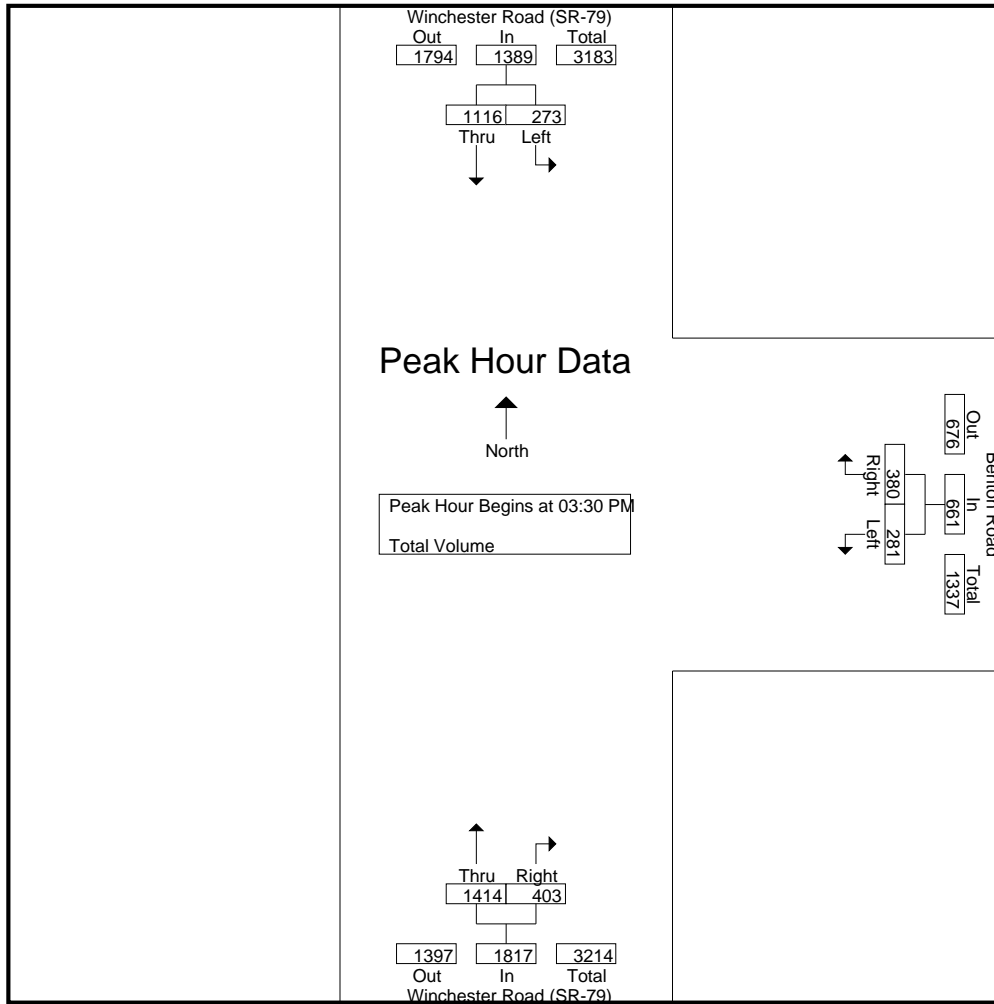 Winchester Road (SR-79)
Out In Total
1794 1389 3183
1116 273
Thru Left
Peak Hour Data
North
Peak Hour Begins at 03:30 PM
Total Volume
Benton Road
Out In Total
676 661 1337
380 281
Right Left
Thru Right
1414 403
1397 1817 3214
Out In Total
Winchester Road (SR-79)